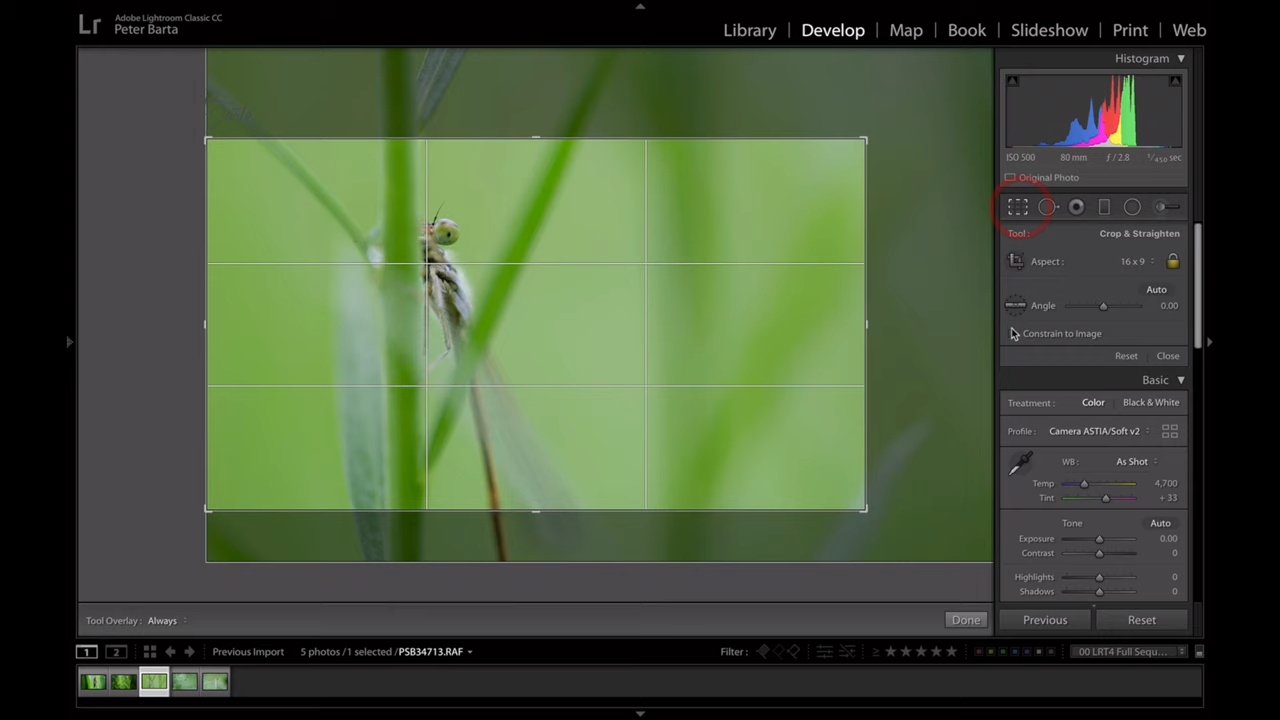 Lr
Adobe Lightroom Classic CC
Peter Barta
Library | Develop | Map | Book | Slideshow | Print | Web
Histogram
ISO 500 80 mm ƒ / 2.8 1/450 sec
Original Photo
Tool : Crop & Straighten
Aspect : 16 x 9
Auto
Angle 0.00
Constrain to Image
Reset Close
Basic
Treatment : Color Black & White
Profile : Camera ASTIA/Soft v2
WB : As Shot
Temp 4,700
Tint + 33
Tone Auto
Exposure 0.00
Contrast 0
Highlights 0
Shadows 0
Tool Overlay : Always Done
Previous Reset
1 2 Previous Import 5 photos / 1 selected / PSB34713.RAF Filter : 00 LRT4 Full Sequ...